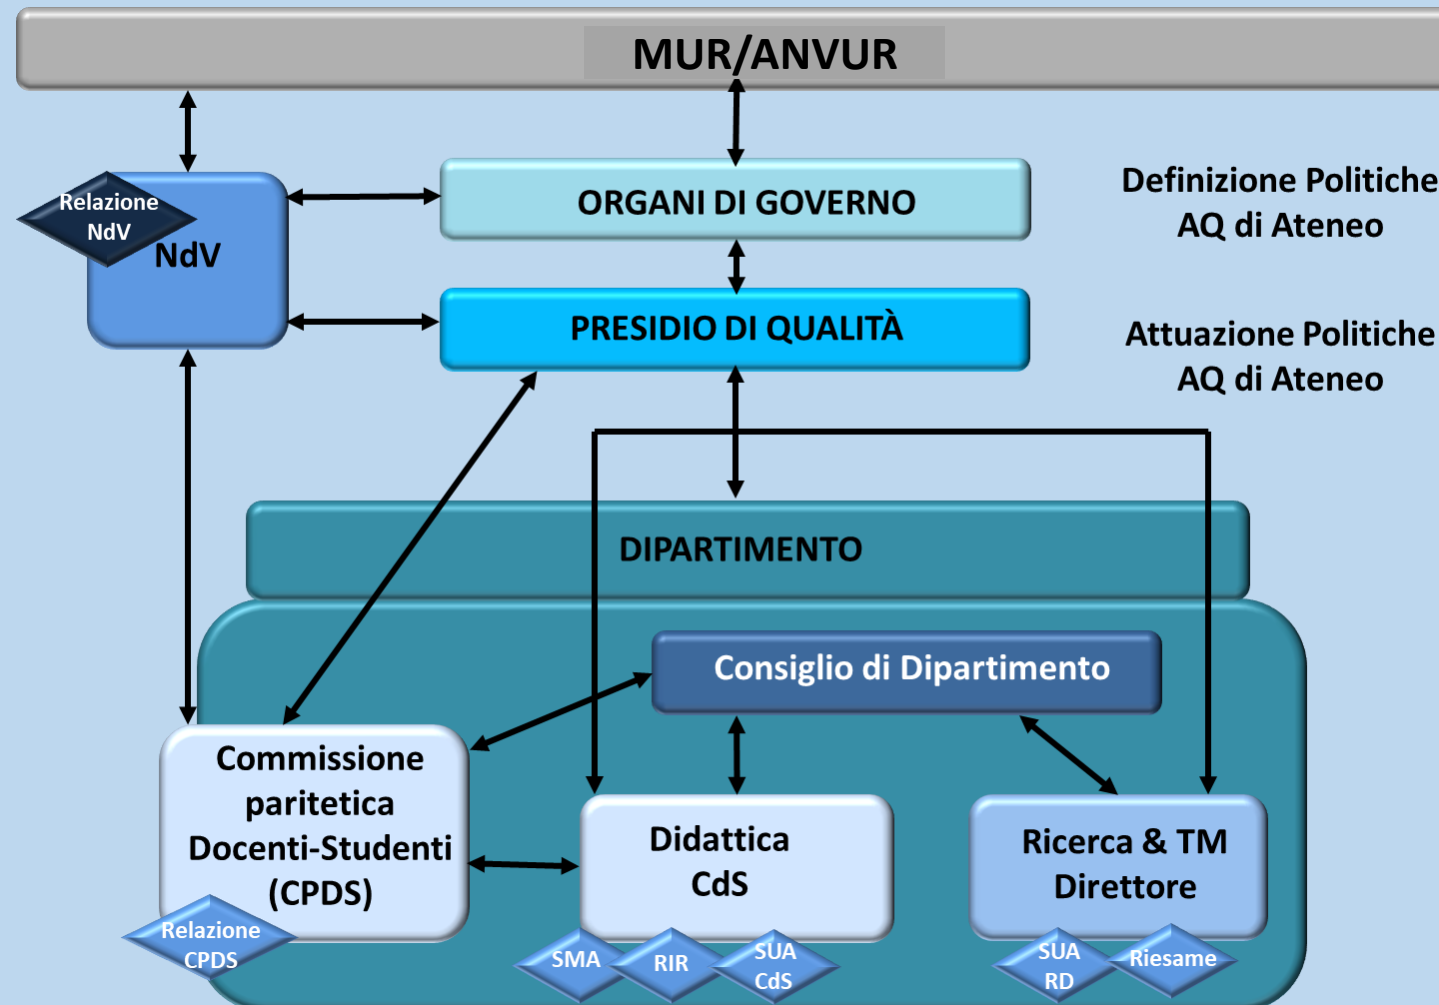 MUR/ANVUR
Relazione
NdV
NdV
ORGANI DI GOVERNO
Definizione Politiche
AQ di Ateneo
PRESIDIO DI QUALITÀ
Attuazione Politiche
AQ di Ateneo
DIPARTIMENTO
Consiglio di Dipartimento
Commissione
paritetica
Docenti-Studenti
(CPDS)
Relazione
CPDS
Didattica
CdS
SMA
RIR
SUA
CdS
Ricerca & TM
Direttore
SUA
RD
Riesame